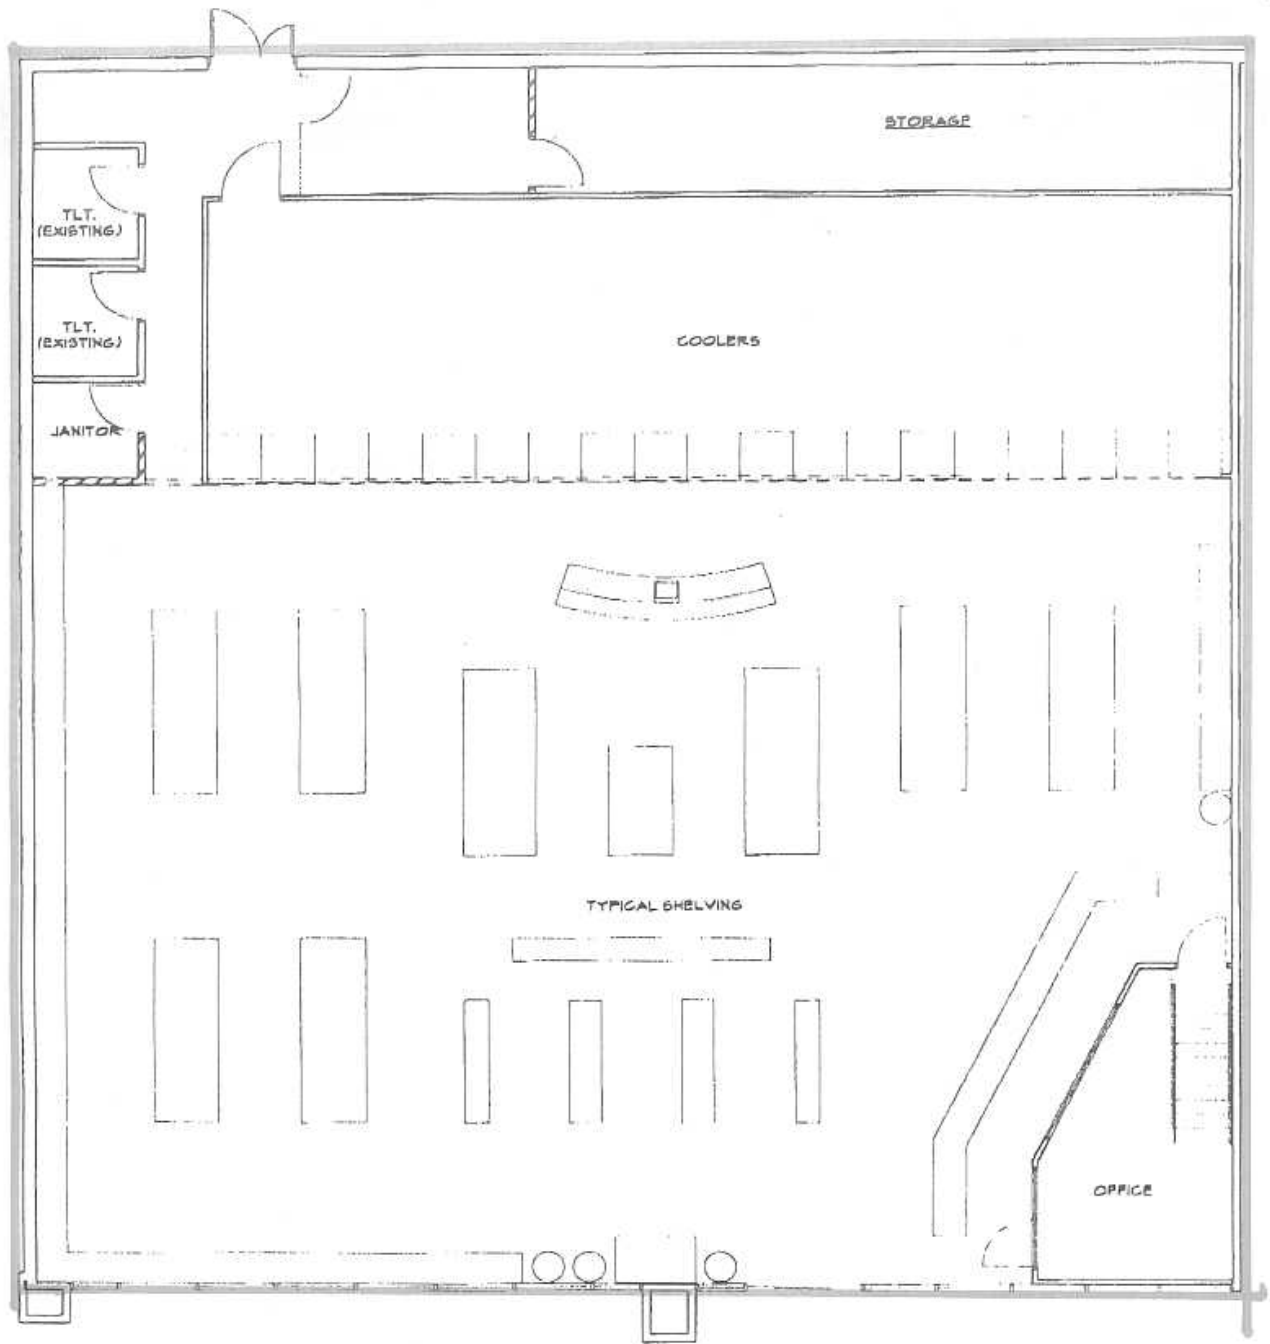 STORAGE
TLT.
(EXISTING)
TLT.
(EXISTING)
COOLERS
JANITOR
TYPICAL SHELVING
OFFICE